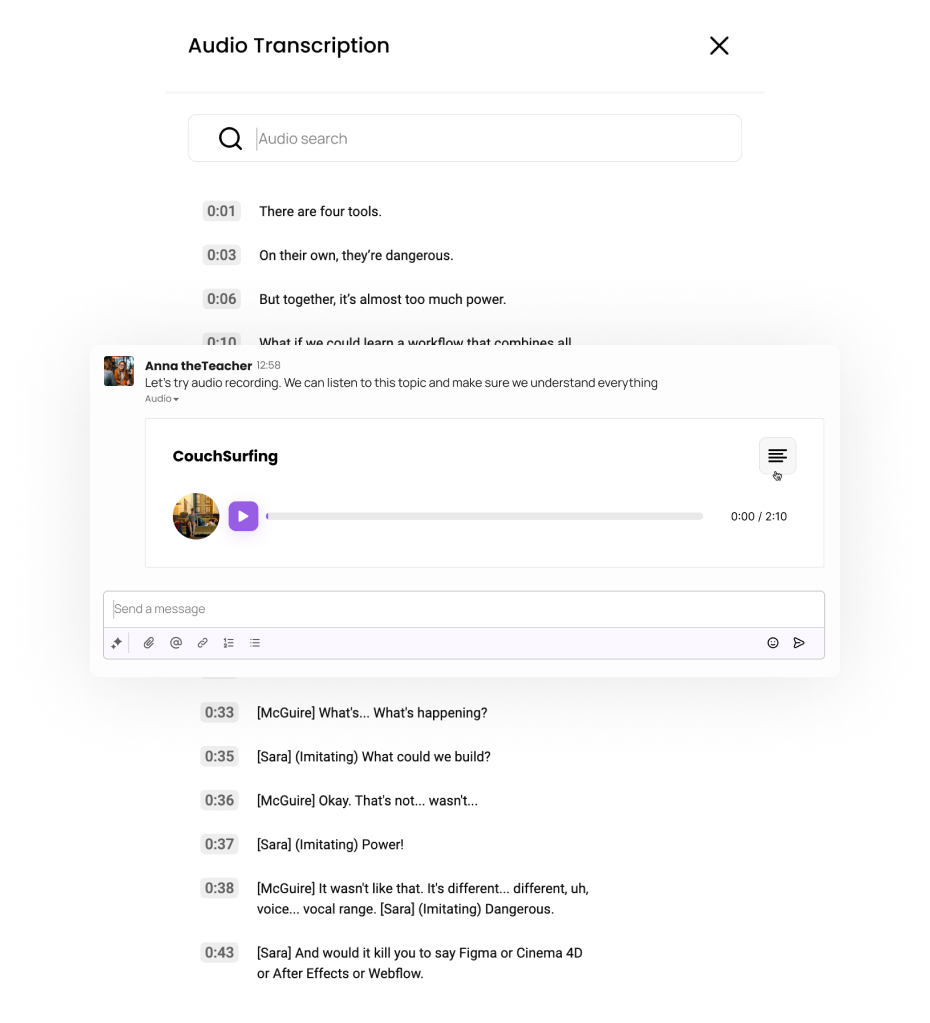 Audio Transcription
Audio search
0:01 There are four tools.
0:03 On their own, they’re dangerous.
0:06 But together, it’s almost too much power.
0:10 What if we could learn a workflow that combines all
Anna theTeacher 12:58
Let's try audio recording. We can listen to this topic and make sure we understand everything
Audio
CouchSurfing
0:00 / 2:10
Send a message
0:33 [McGuire] What's... What's happening?
0:35 [Sara] (Imitating) What could we build?
0:36 [McGuire] Okay. That's not... wasn't...
0:37 [Sara] (Imitating) Power!
0:38 [McGuire] It wasn't like that. It's different... different, uh,
voice... vocal range. [Sara] (Imitating) Dangerous.
0:43 [Sara] And would it kill you to say Figma or Cinema 4D
or After Effects or Webflow.